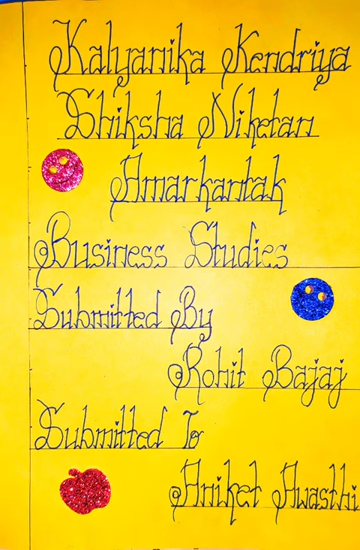 Kalyanika Kendriya
Shiksha Niketan
Amarkantak
Business Studies
Submitted By
Rohit Bajaj
Submitted To
Aniket Awasthi